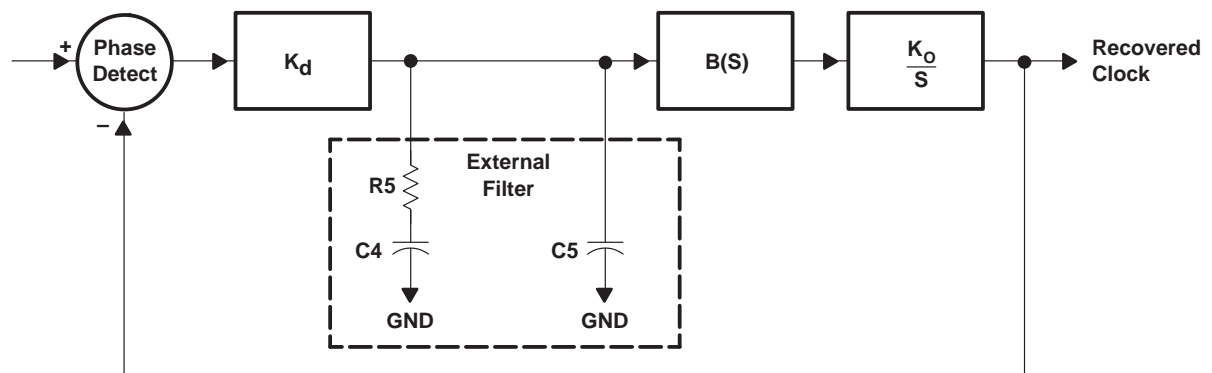 +
Phase
Detect
–
Kd
B(S)
KO
S
Recovered
Clock
External
Filter
R5
C4
C5
GND
GND